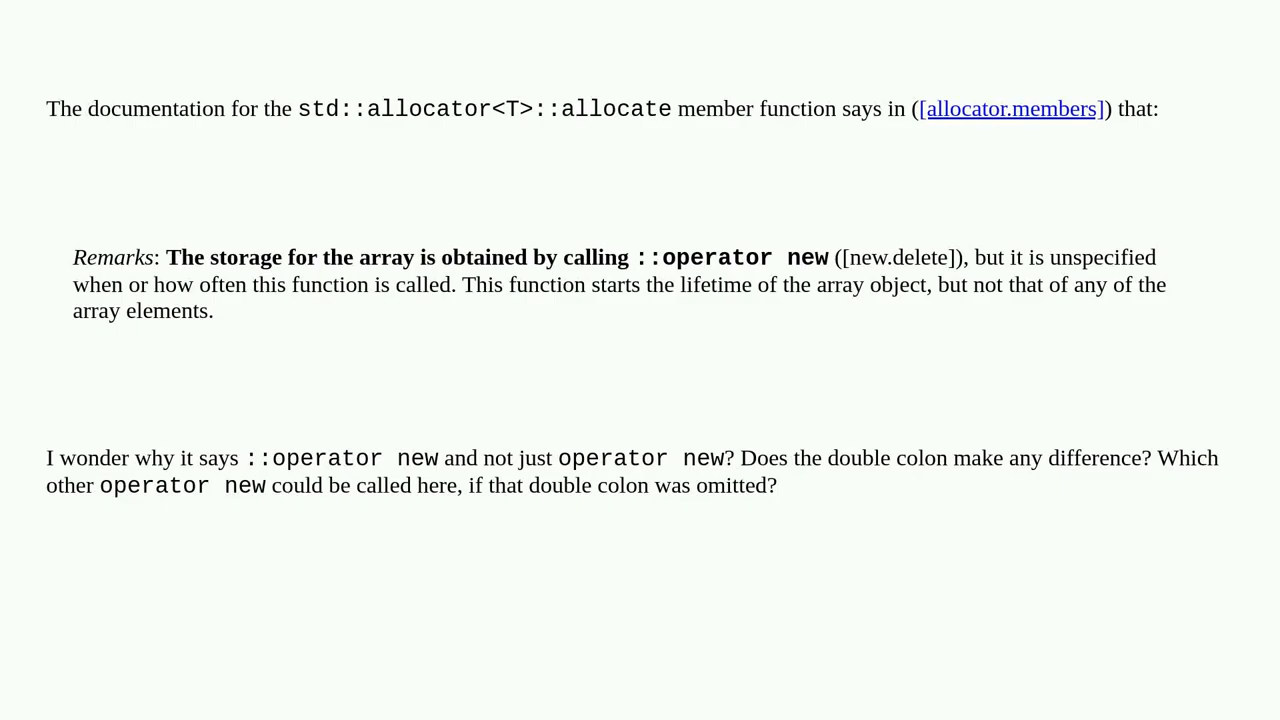 The documentation for the std::allocator<T>::allocate member function says in ([allocator.members]) that:
Remarks: The storage for the array is obtained by calling ::operator new ([new.delete]), but it is unspecified
when or how often this function is called. This function starts the lifetime of the array object, but not that of any of the
array elements.
I wonder why it says ::operator new and not just operator new? Does the double colon make any difference? Which
other operator new could be called here, if that double colon was omitted?